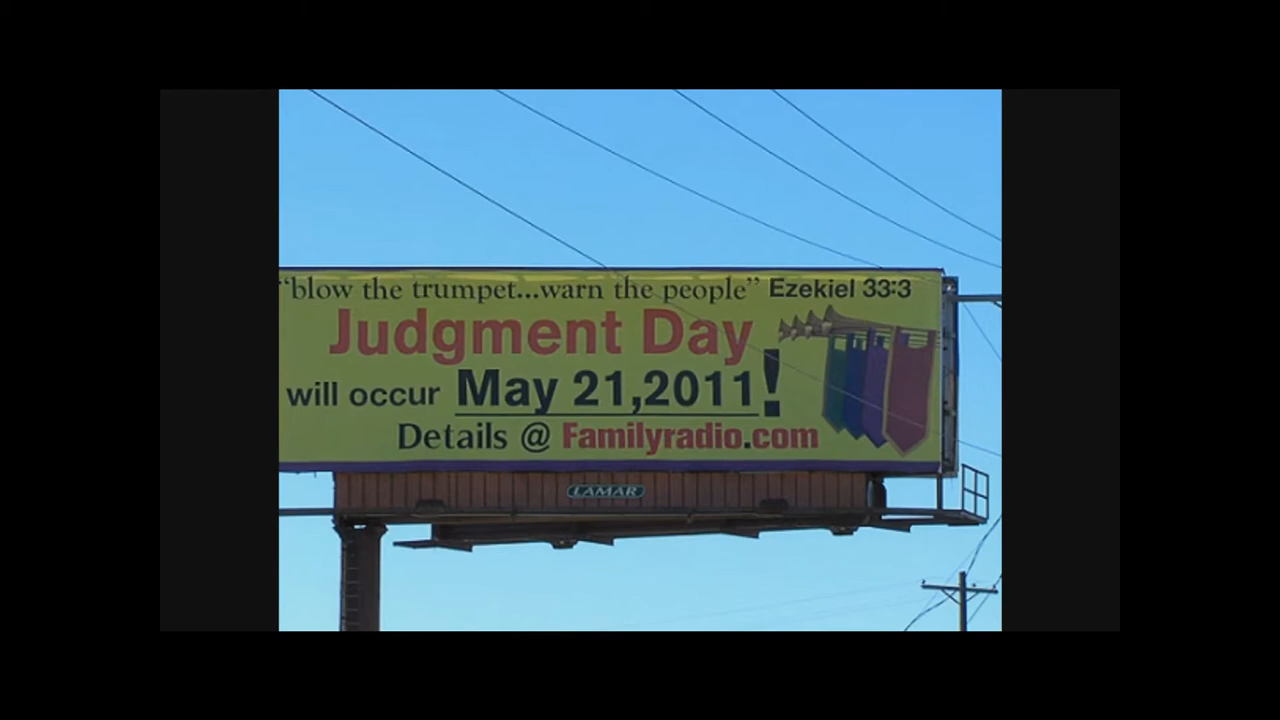 “blow the trumpet...warn the people” Ezekiel 33:3
Judgment Day
will occur May 21,2011!
Details @ Familyradio.com
LAMAR